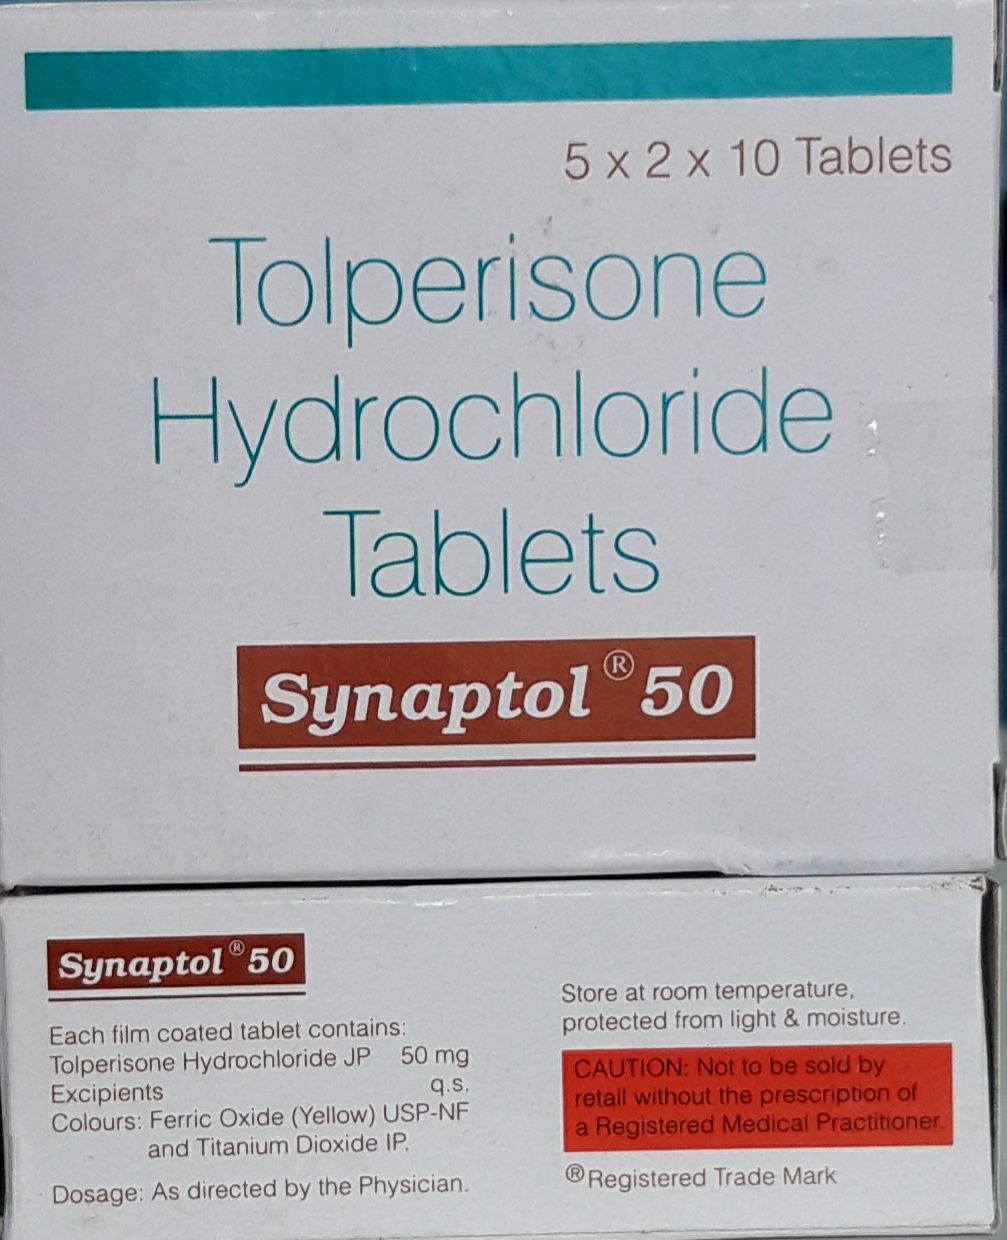 5 x 2 x 10 Tablets
Tolperisone
Hydrochloride
Tablets
Synaptol ® 50
Synaptol ® 50
Each film coated tablet contains:
Tolperisone Hydrochloride JP 50 mg
Excipients q.s.
Colours: Ferric Oxide (Yellow) USP-NF
and Titanium Dioxide IP.
Dosage: As directed by the Physician.
Store at room temperature,
protected from light & moisture.
CAUTION: Not to be sold by
retail without the prescription of
a Registered Medical Practitioner.
®Registered Trade Mark